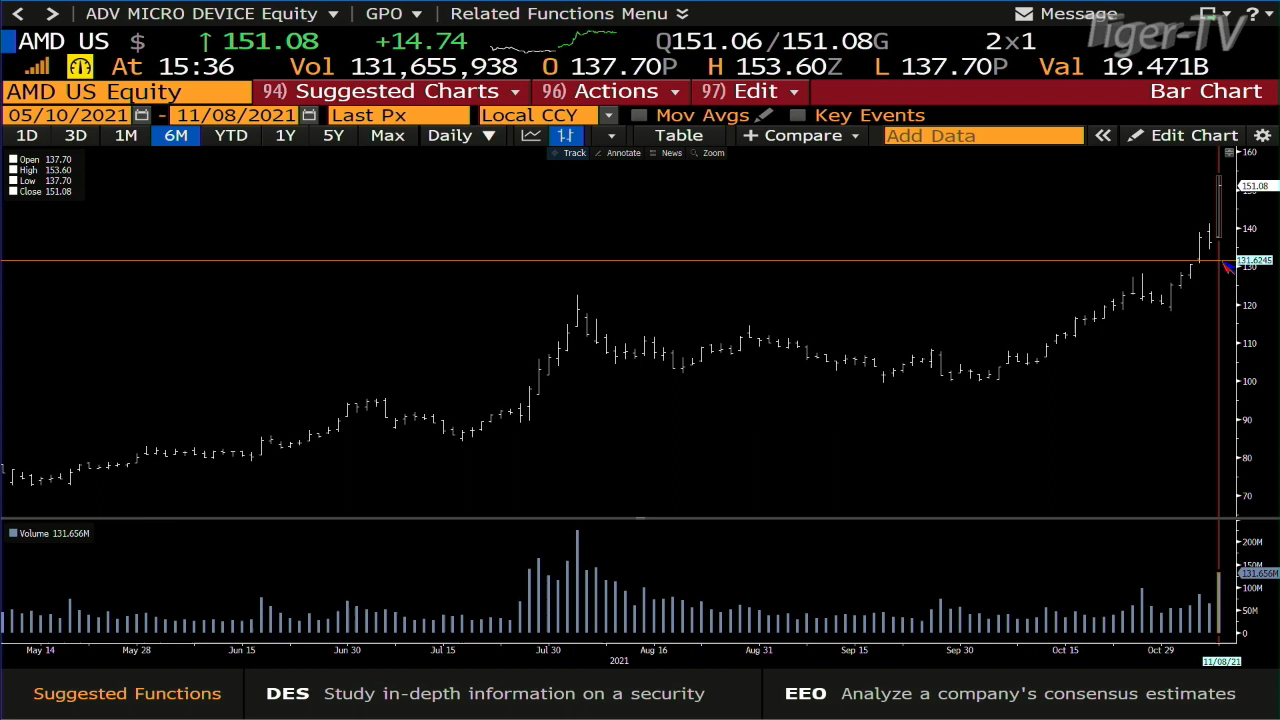 ADV MICRO DEVICE Equity GPO Related Functions Menu Message ?
Tiger-TV
AMD US $ ↑ 151.08 +14.74 Q151.06/151.08G 2x1
At 15:36 Vol 131,655,938 O 137.70P H 153.60Z L 137.70P Val 19.471B
AMD US Equity 94) Suggested Charts 96) Actions 97) Edit Bar Chart
05/10/2021 - 11/08/2021 Last Px Local CCY Mov Avgs Key Events
1D 3D 1M 6M YTD 1Y 5Y Max Daily ▼ Table + Compare Add Data « Edit Chart
Track Annotate News Zoom
Open 137.70
High 153.60
Low 137.70
Close 151.08
160
151.08
140
131.6245
130
120
110
100
90
80
70
Volume 131.656M
200M
150M
131.656M
100M
50M
0
May 14 May 28 Jun 15 Jun 30 Jul 15 Jul 30 Aug 16 Aug 31 Sep 15 Sep 30 Oct 15 Oct 29
2021
11/08/21
Suggested Functions DES Study in-depth information on a security EEO Analyze a company's consensus estimates